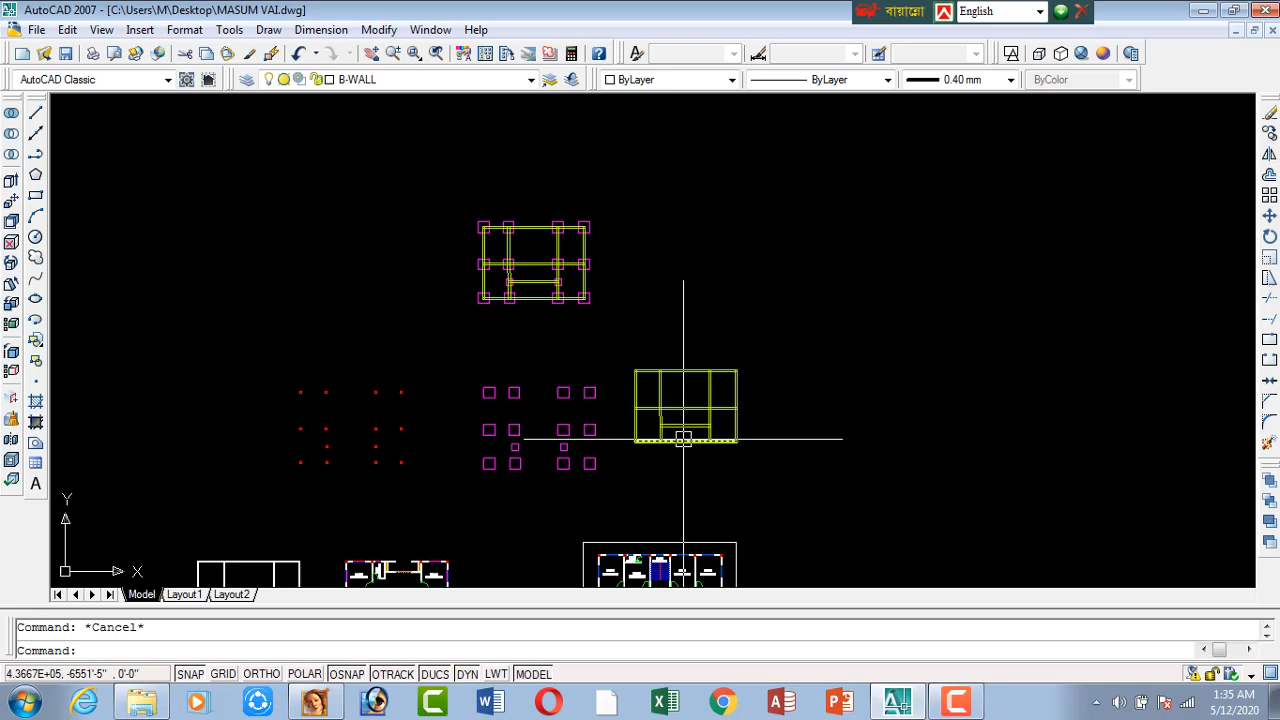 AutoCAD 2007 - [C:\Users\M\Desktop\MASUM VAI.dwg]
বায়ান্নো
English
File Edit View Insert Format Tools Draw Dimension Modify Window Help
AutoCAD Classic
B-WALL
ByLayer
ByLayer
0.40 mm
ByColor
A
Y
X
Model Layout1 Layout2
Command: *Cancel*
Command:
4.3667E+05, -6551'-5" , 0'-0"
SNAP GRID ORTHO POLAR OSNAP OTRACK DUCS DYN LWT MODEL
1:35 AM
5/12/2020